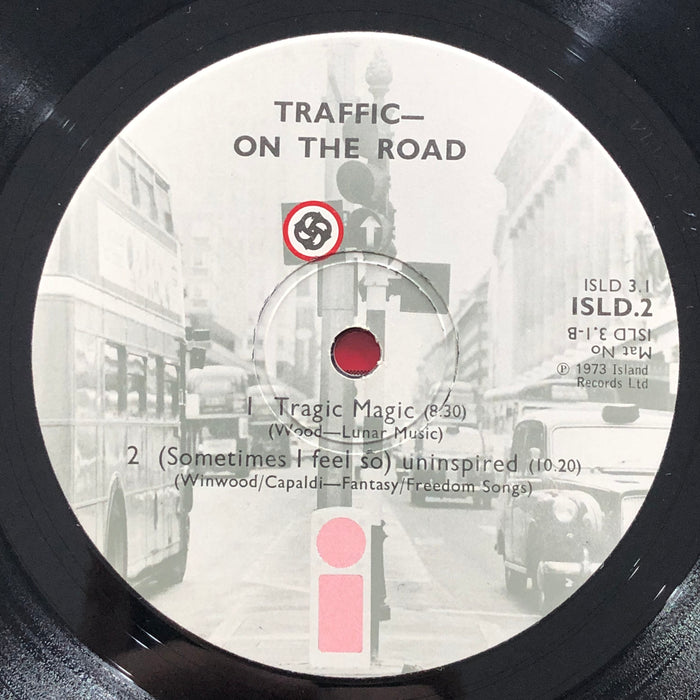 TRAFFIC—
ON THE ROAD
ISLD 3.1
ISLD.2
ISLD 3.1-B
Mat No
℗ 1973 Island
Records Ltd
1 Tragic Magic (8.30)
(Wood—Lunar Music)
2 (Sometimes I feel so) uninspired (10.20)
(Winwood/Capaldi—Fantasy/Freedom Songs)